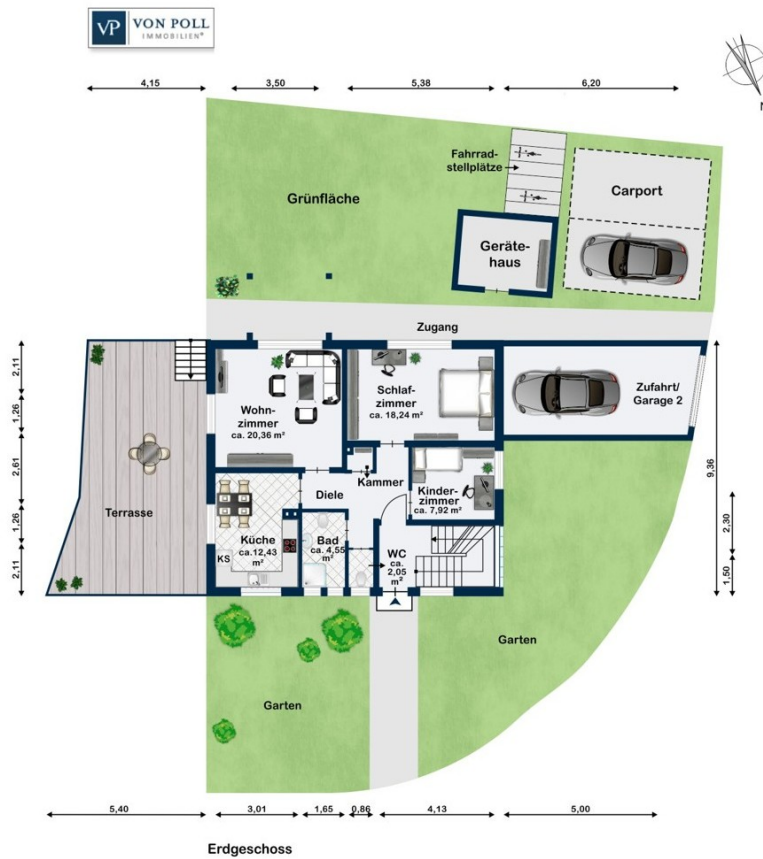 VP VON POLL
IMMOBILIEN®
4,15
3,50
5,38
6,20
N
Fahrrad-
stellplätze
Carport
Grünfläche
Geräte-
haus
Zugang
2,11
1,26
2,61
1,26
2,11
Wohn-
zimmer
ca. 20,36 m²
Schlaf-
zimmer
ca. 18,24 m²
Zufahrt/
Garage 2
9,36
2,30
1,50
Kammer
Diele
Kinder-
zimmer
ca. 7,92 m²
Terrasse
Küche
ca.12,43
m²
KS
Bad
ca. 4,55
m²
WC
ca.
2,05
m²
Garten
Garten
5,40
3,01
1,65
0,86
4,13
5,00
Erdgeschoss